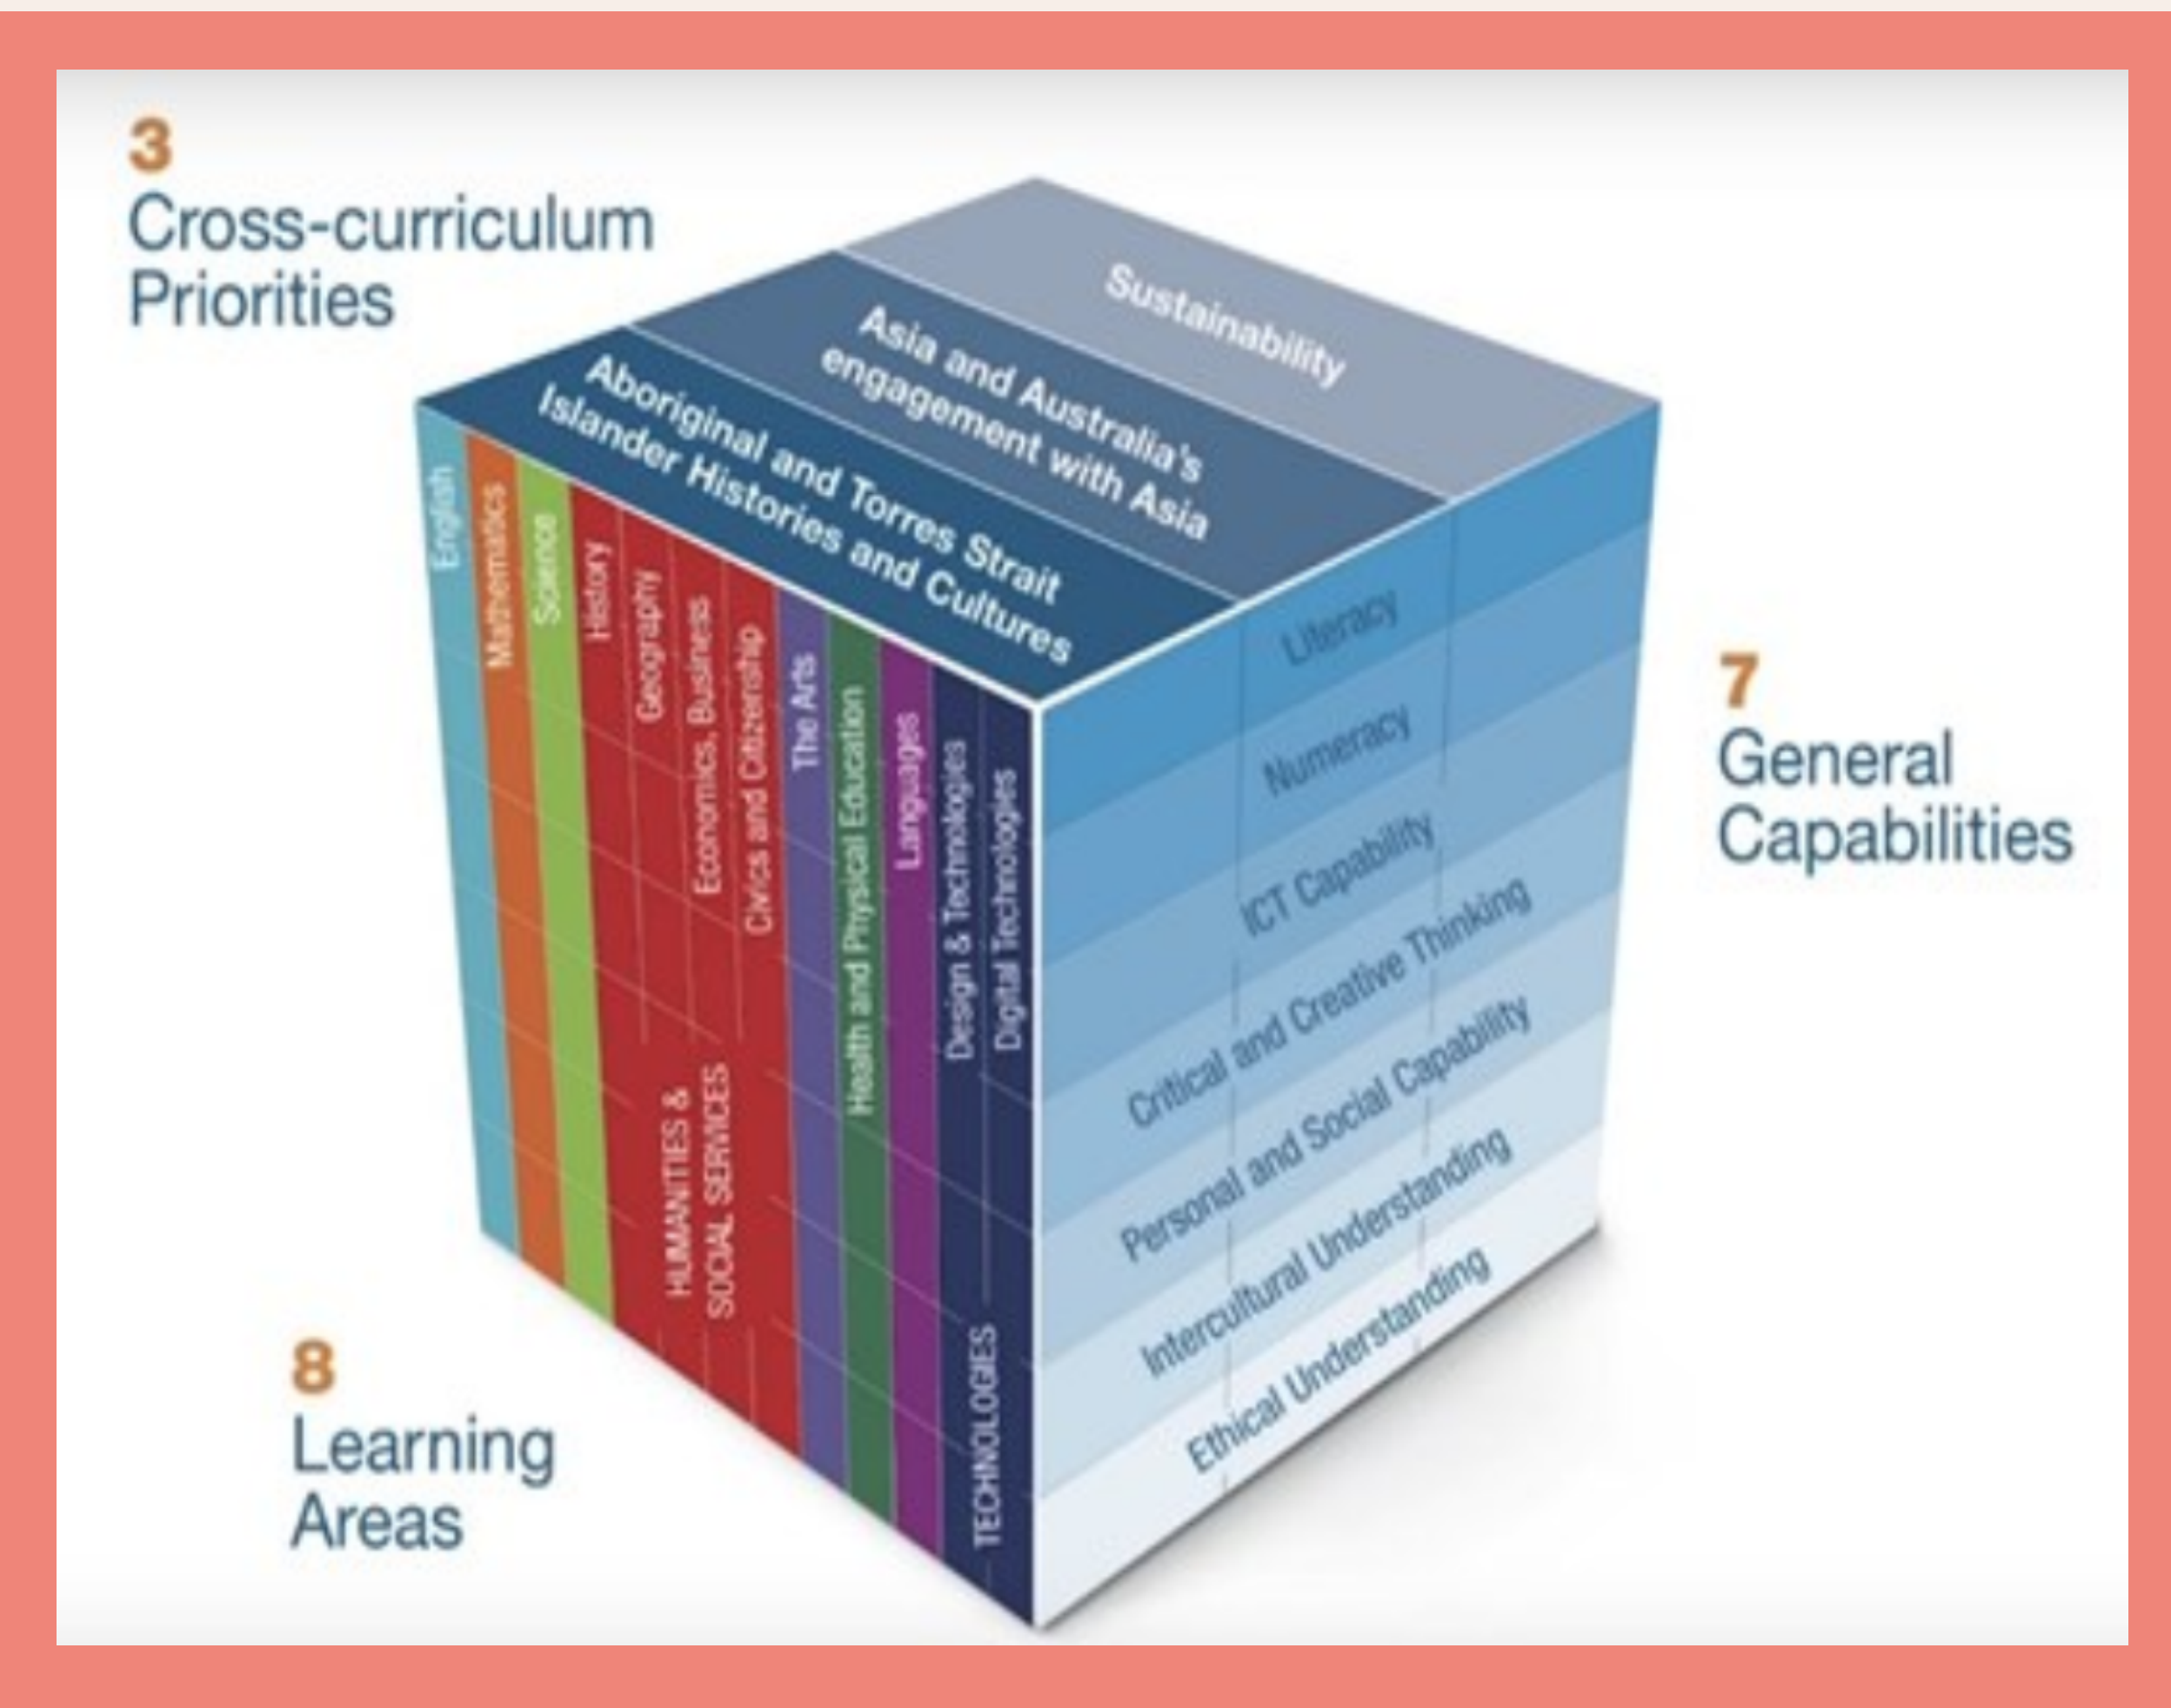 3
Cross-curriculum
Priorities
Sustainability
Asia and Australia's
engagement with Asia
Aboriginal and Torres Strait
Islander Histories and Cultures
English
Mathematics
Science
History
Geography
Economics, Business
Civics and Citizenship
HUMANITIES &
SOCIAL SERVICES
The Arts
Health and Physical Education
Languages
Design & Technologies
Digital Technologies
TECHNOLOGIES
Literacy
Numeracy
ICT Capability
Critical and Creative Thinking
Personal and Social Capability
Intercultural Understanding
Ethical Understanding
7
General
Capabilities
8
Learning
Areas